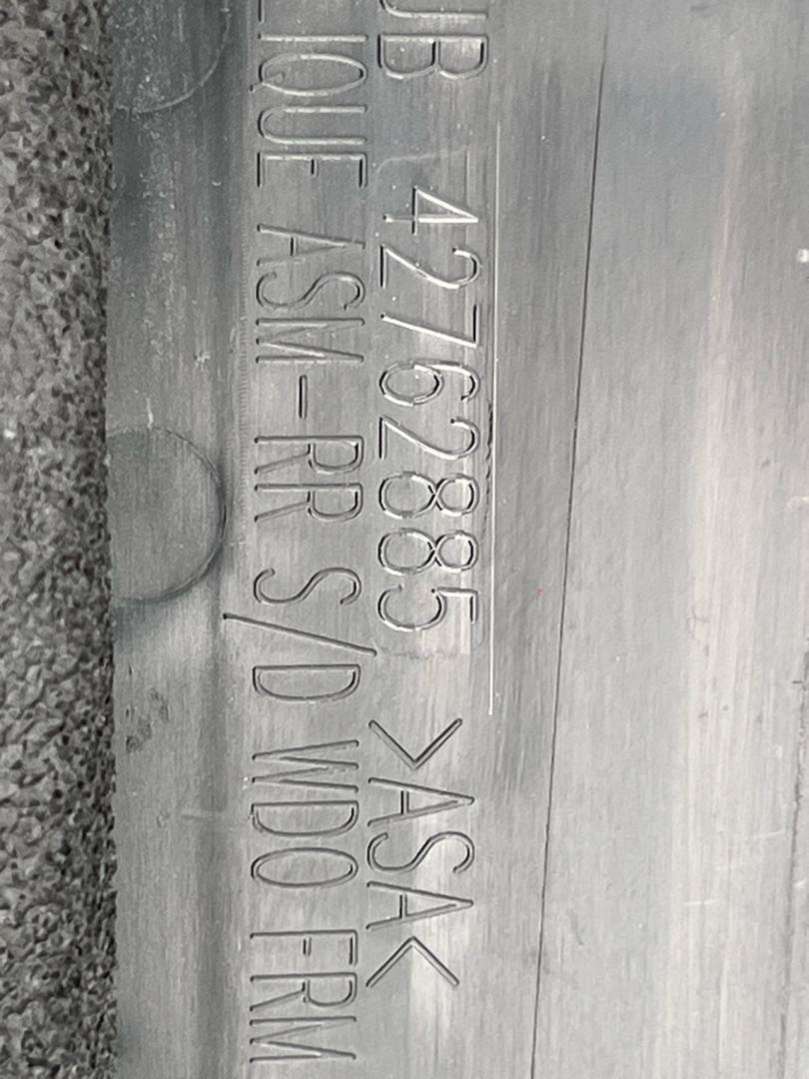 UB 42762885 >ASA<
LIQUE ASM-RR S/D WDO FRM